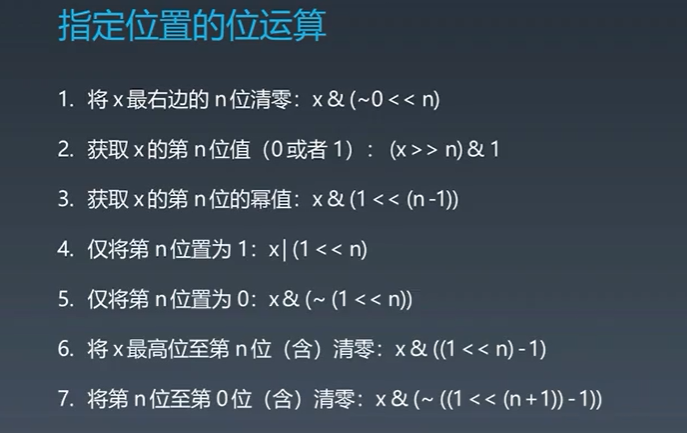 指定位置的位运算
1. 将 x 最右边的 n 位清零：x & (~0 << n)
2. 获取 x 的第 n 位值（0 或者 1）： (x >> n) & 1
3. 获取 x 的第 n 位的幂值：x & (1 << (n -1))
4. 仅将第 n 位置为 1：x | (1 << n)
5. 仅将第 n 位置为 0：x & (~ (1 << n))
6. 将 x 最高位至第 n 位（含）清零：x & ((1 << n) - 1)
7. 将第 n 位至第 0 位（含）清零：x & (~ ((1 << (n + 1)) - 1))